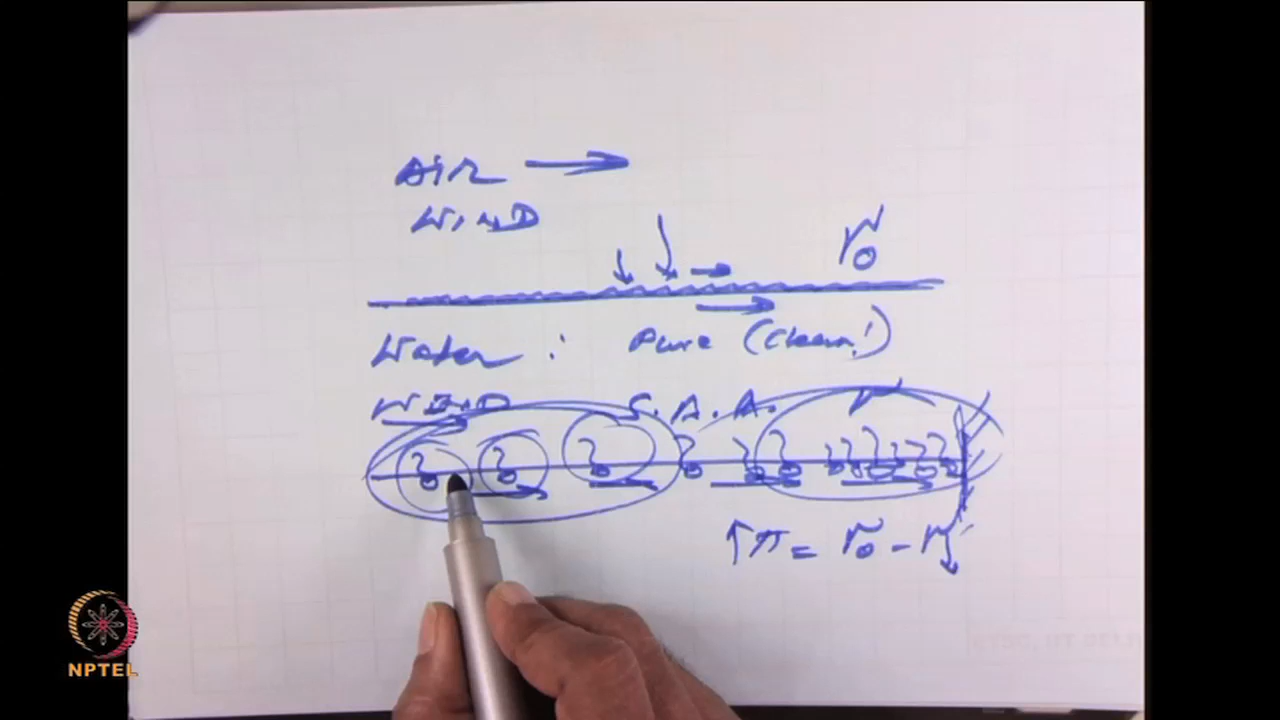 Air
WIND
γ₀
Water : Pure (Clean!)
WIND S.A.A.
↑π = γ₀ - γ↓
NPTEL